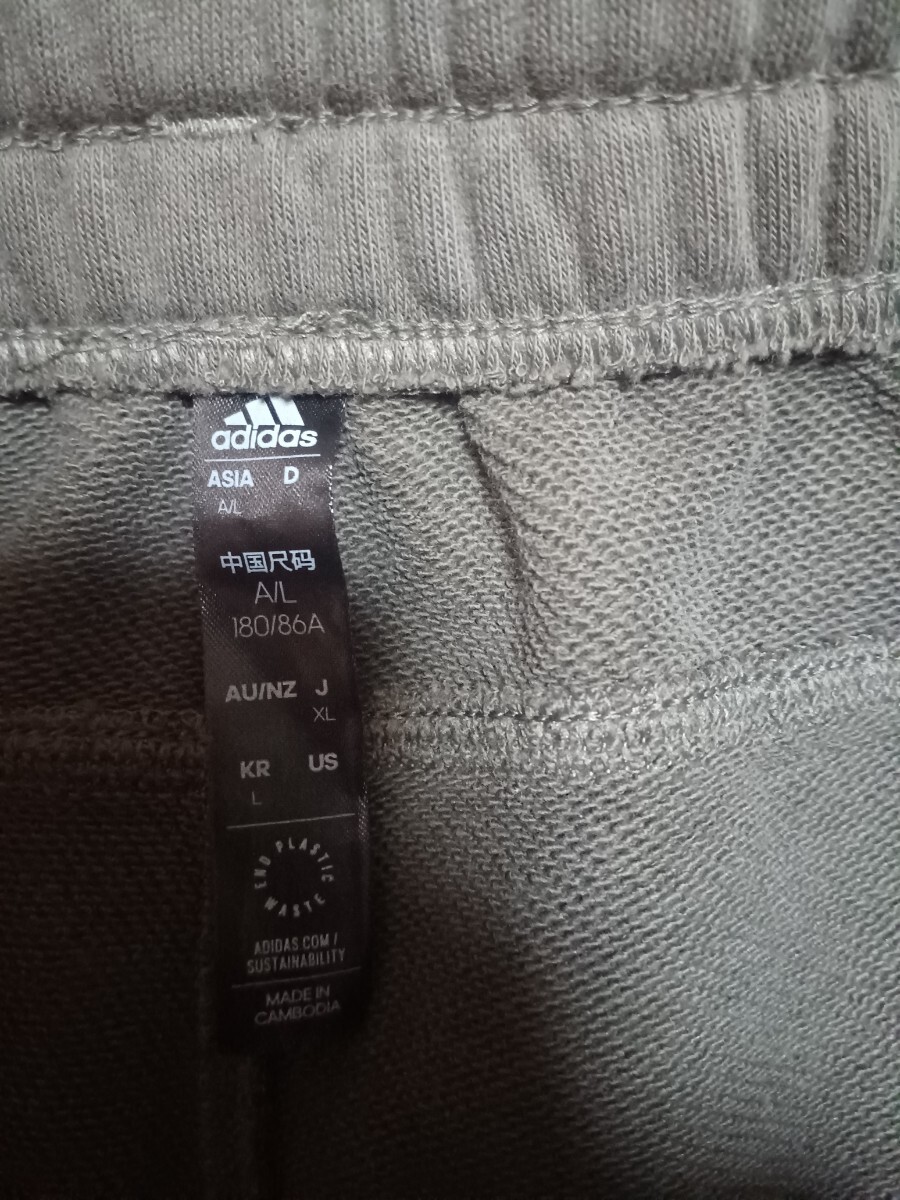 adidas
ASIA D
A/L
中国尺码
A/L
180/86A
AU/NZ J
XL
KR US
L
END PLASTIC WASTE
ADIDAS.COM /
SUSTAINABILITY
MADE IN
CAMBODIA